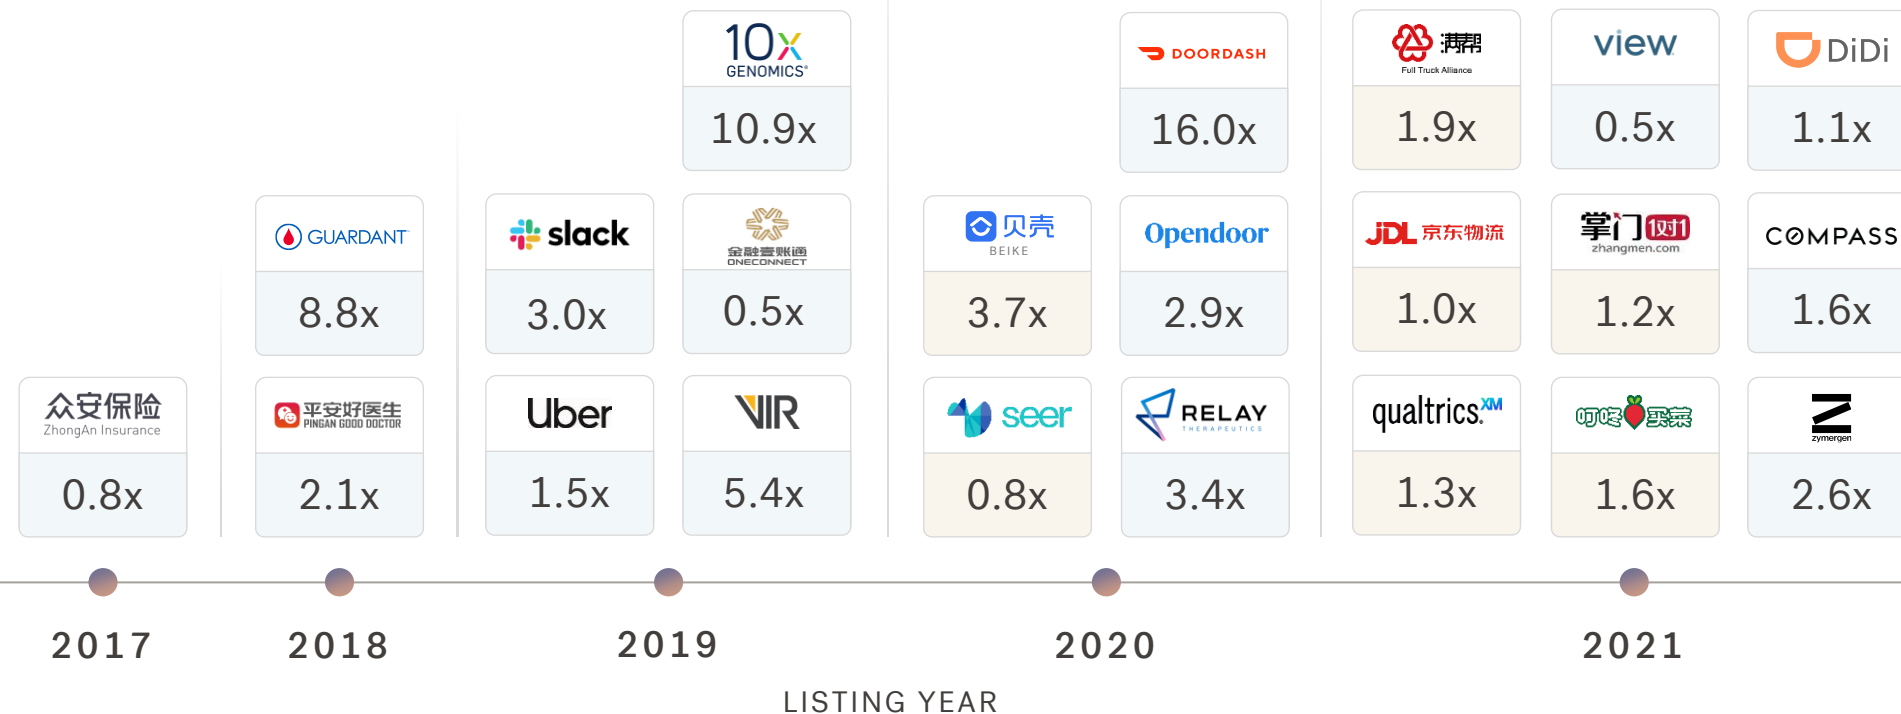 众安保险
ZhongAn Insurance
0.8x
GUARDANT
8.8x
平安好医生
PINGAN GOOD DOCTOR
2.1x
10x
GENOMICS®
10.9x
slack
3.0x
金融壹账通
ONECONNECT
0.5x
Uber
1.5x
VIR
5.4x
DOORDASH
16.0x
贝壳
BEIKE
3.7x
Opendoor
2.9x
seer
0.8x
RELAY
THERAPEUTICS
3.4x
满帮
Full Truck Alliance
1.9x
view
0.5x
DiDi
1.1x
JDL 京东物流
1.0x
掌门1对1
zhangmen.com
1.2x
COMPASS
1.6x
qualtrics.XM
1.3x
叮咚买菜
1.6x
zymergen
2.6x
2017
2018
2019
2020
2021
LISTING YEAR